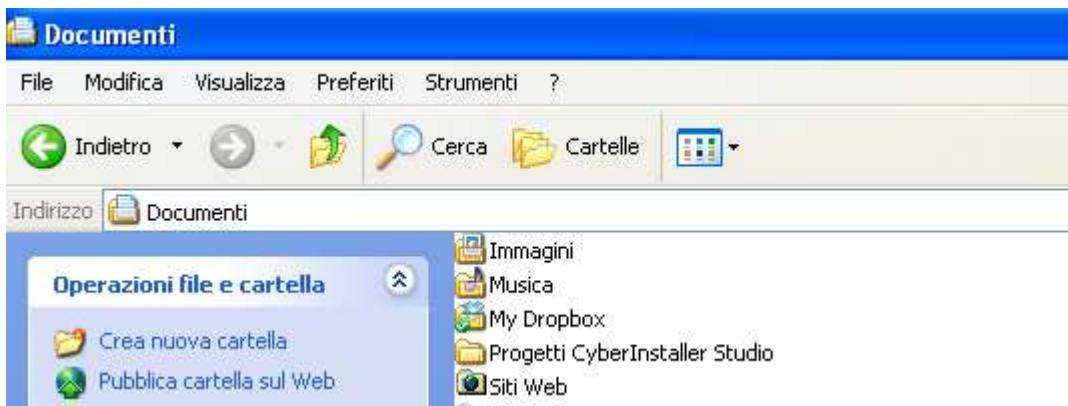 Documenti
File Modifica Visualizza Preferiti Strumenti ?
Indietro Cerca Cartelle
Indirizzo Documenti
Operazioni file e cartella
Crea nuova cartella
Pubblica cartella sul Web
Immagini
Musica
My Dropbox
Progetti CyberInstaller Studio
Siti Web